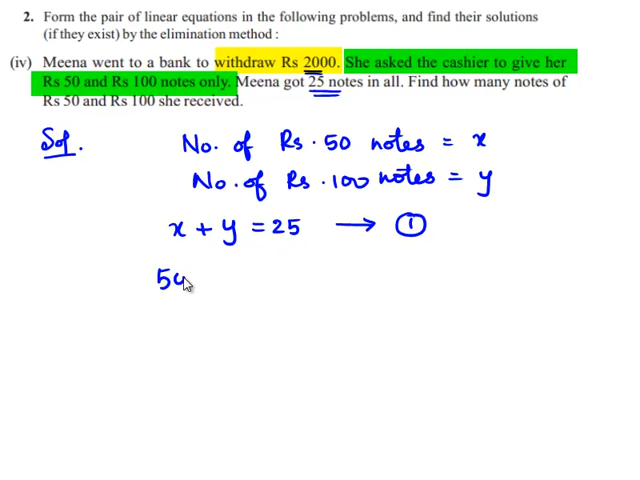 2. Form the pair of linear equations in the following problems, and find their solutions
(if they exist) by the elimination method :
(iv) Meena went to a bank to withdraw Rs 2000. She asked the cashier to give her
Rs 50 and Rs 100 notes only. Meena got 25 notes in all. Find how many notes of
Rs 50 and Rs 100 she received.
Sol. No. of Rs. 50 notes = x
No. of Rs. 100 notes = y
x + y = 25 → ①
50